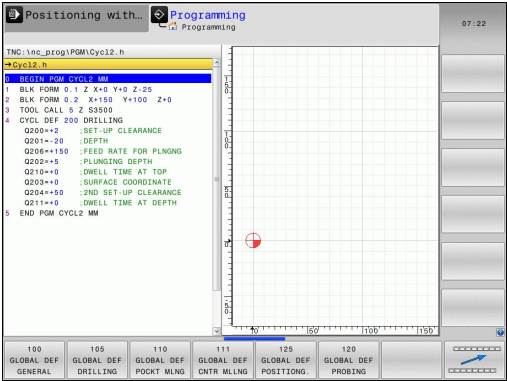 Positioning with...
Programming
Programming
07:22
TNC:\nc_prog\PGM\Cycl2.h
→Cycl2.h
0 BEGIN PGM CYCL2 MM
1 BLK FORM 0.1 Z X+0 Y+0 Z-25
2 BLK FORM 0.2 X+150 Y+100 Z+0
3 TOOL CALL 5 Z S3500
4 CYCL DEF 200 DRILLING
Q200=+2 ;SET-UP CLEARANCE
Q201=-20 ;DEPTH
Q206=+150 ;FEED RATE FOR PLNGNG
Q202=+5 ;PLUNGING DEPTH
Q210=+0 ;DWELL TIME AT TOP
Q203=+0 ;SURFACE COORDINATE
Q204=+50 ;2ND SET-UP CLEARANCE
Q211=+0 ;DWELL TIME AT DEPTH
5 END PGM CYCL2 MM
150
100
50
0
-50
0 50 100 150
100 GLOBAL DEF GENERAL
105 GLOBAL DEF DRILLING
110 GLOBAL DEF POCKT MLNG
111 GLOBAL DEF CNTR MLLNG
125 GLOBAL DEF POSITIONG.
120 GLOBAL DEF PROBING